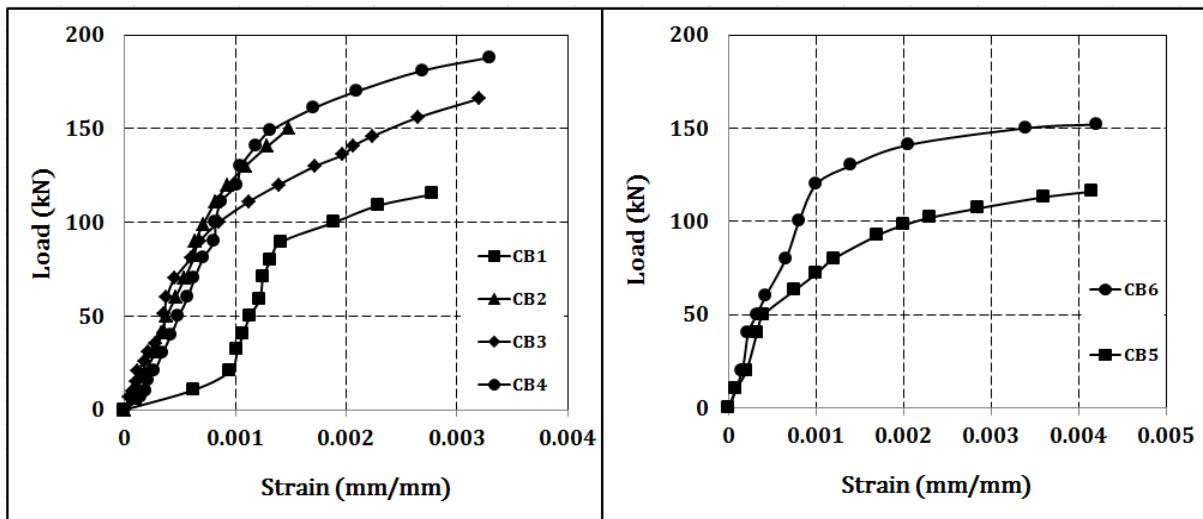 200
150
100
50
0
Load (kN)
0 0.001 0.002 0.003 0.004
Strain (mm/mm)
CB1
CB2
CB3
CB4
200
150
100
50
0
Load (kN)
0 0.001 0.002 0.003 0.004 0.005
Strain (mm/mm)
CB6
CB5